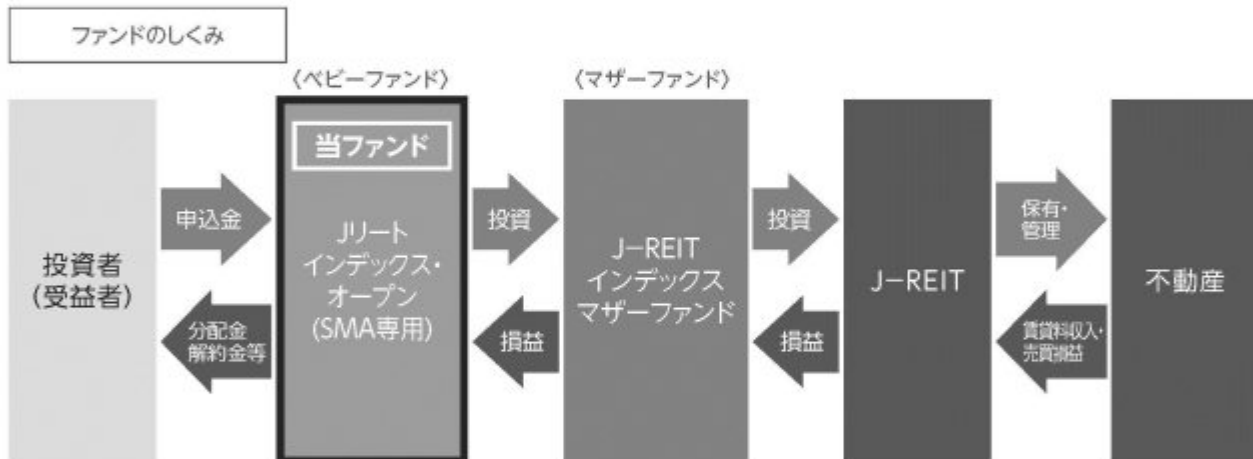 ファンドのしくみ
〈ベビーファンド〉
〈マザーファンド〉
投資者
(受益者)
申込金
分配金
解約金等
当ファンド
Jリート
インデックス・
オープン
(SMA専用)
投資
損益
J−REIT
インデックス
マザーファンド
投資
損益
J−REIT
保有・
管理
賃貸料収入・
売買損益
不動産